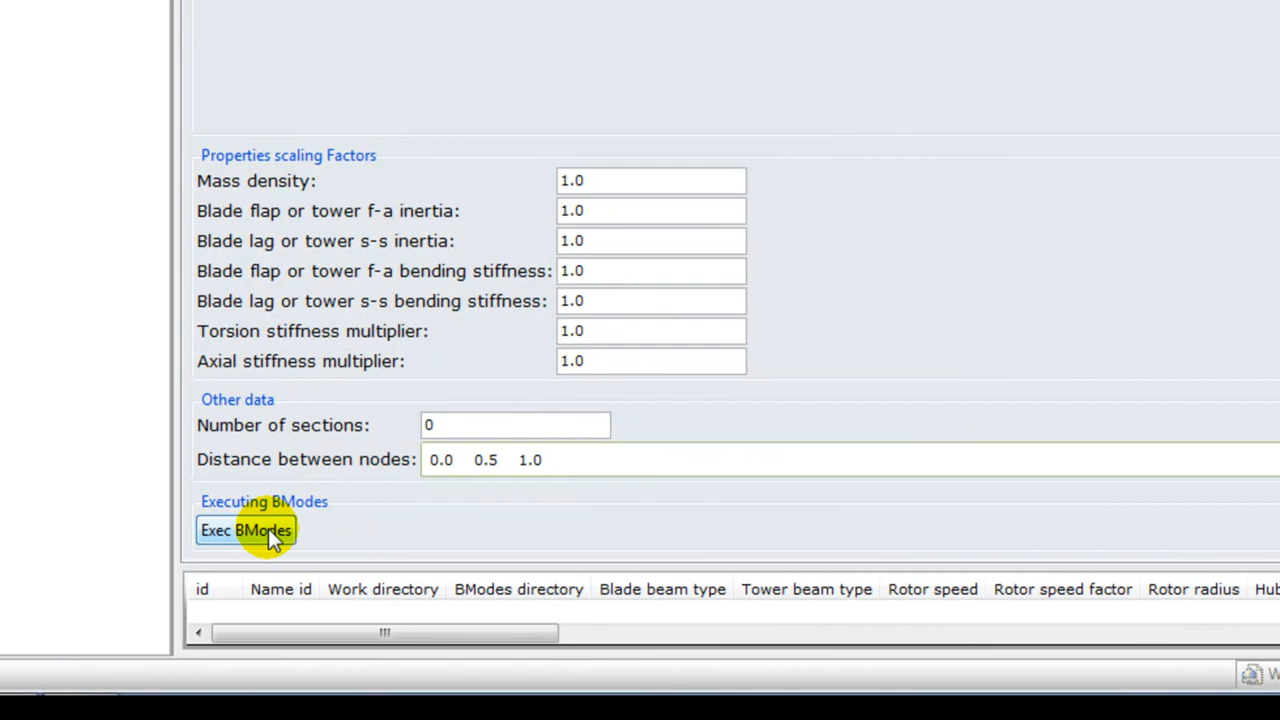 Properties scaling Factors
Mass density: 1.0
Blade flap or tower f-a inertia: 1.0
Blade lag or tower s-s inertia: 1.0
Blade flap or tower f-a bending stiffness: 1.0
Blade lag or tower s-s bending stiffness: 1.0
Torsion stiffness multiplier: 1.0
Axial stiffness multiplier: 1.0
Other data
Number of sections: 0
Distance between nodes: 0.0 0.5 1.0
Executing BModes
Exec BModes
id Name id Work directory BModes directory Blade beam type Tower beam type Rotor speed Rotor speed factor Rotor radius Hub
W